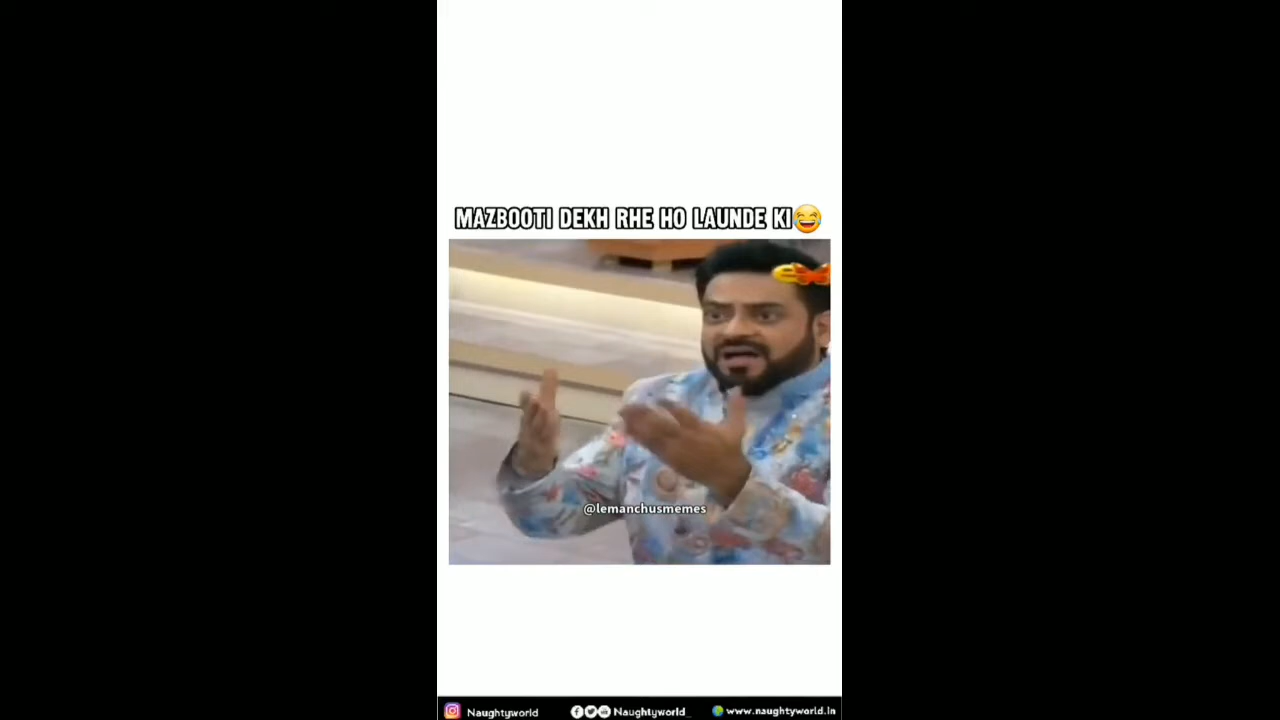 MAZBOOTI DEKH RHE HO LAUNDE KI😂
@lemanchusmemes
Naughtyworld Naughtyworld_ www.naughtyworld.in